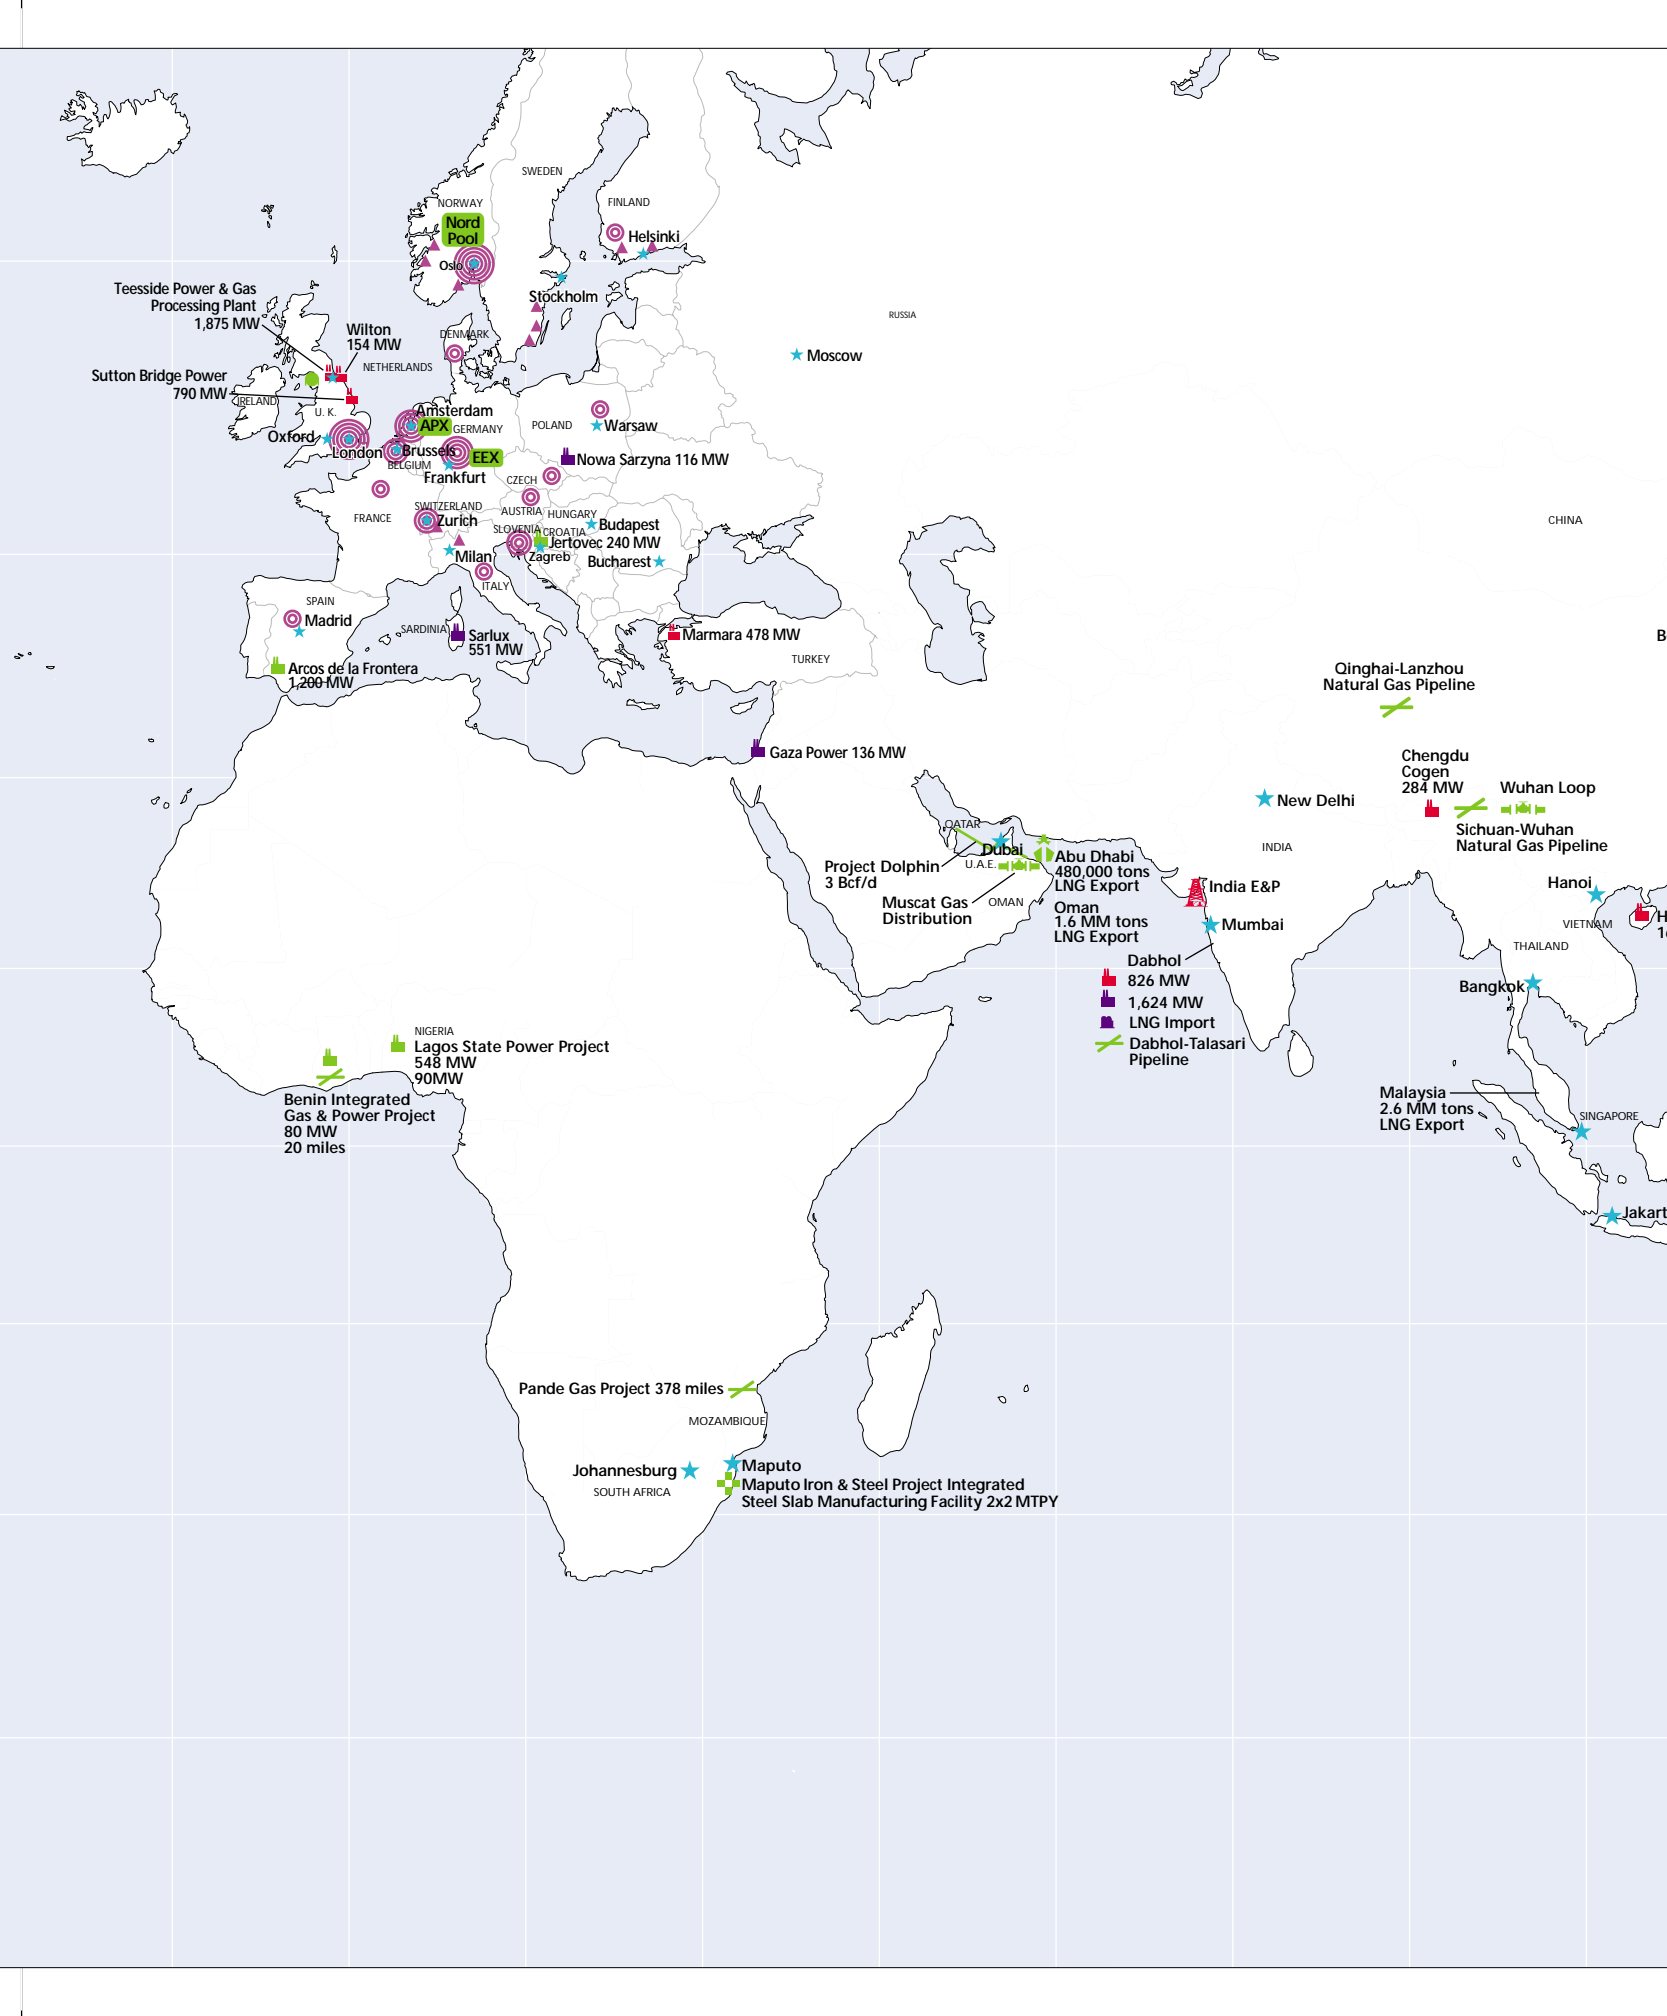 SWEDEN
NORWAY
FINLAND
Nord
Pool
Helsinki
Oslo
Teesside Power & Gas
Processing Plant
1,875 MW
Stockholm
RUSSIA
Wilton
154 MW
DENMARK
Moscow
NETHERLANDS
Sutton Bridge Power
790 MW
IRELAND
U. K.
Amsterdam
APX
GERMANY
POLAND
Warsaw
Oxford
London
Brussels
BELGIUM
EEX
Nowa Sarzyna 116 MW
Frankfurt
CZECH
SWITZERLAND
AUSTRIA
HUNGARY
FRANCE
Zurich
CHINA
SLOVENIA
CROATIA
Budapest
Jertovec 240 MW
Milan
Zagreb
Bucharest
ITALY
SPAIN
Madrid
SARDINIA
Sarlux
551 MW
Marmara 478 MW
B
TURKEY
Arcos de la Frontera
1,200 MW
Qinghai-Lanzhou
Natural Gas Pipeline
Gaza Power 136 MW
Chengdu
Cogen
284 MW
Wuhan Loop
New Delhi
Sichuan-Wuhan
Natural Gas Pipeline
QATAR
Dubai
U.A.E.
INDIA
Project Dolphin
3 Bcf/d
Abu Dhabi
480,000 tons
LNG Export
Muscat Gas
Distribution
OMAN
Oman
1.6 MM tons
LNG Export
India E&P
Mumbai
Hanoi
H
16
VIETNAM
THAILAND
Dabhol
826 MW
1,624 MW
LNG Import
Dabhol-Talasari
Pipeline
Bangkok
NIGERIA
Lagos State Power Project
548 MW
90MW
Benin Integrated
Gas & Power Project
80 MW
20 miles
Malaysia
2.6 MM tons
LNG Export
SINGAPORE
Jakart
Pande Gas Project 378 miles
MOZAMBIQUE
Johannesburg
SOUTH AFRICA
Maputo
Maputo Iron & Steel Project Integrated
Steel Slab Manufacturing Facility 2x2 MTPY